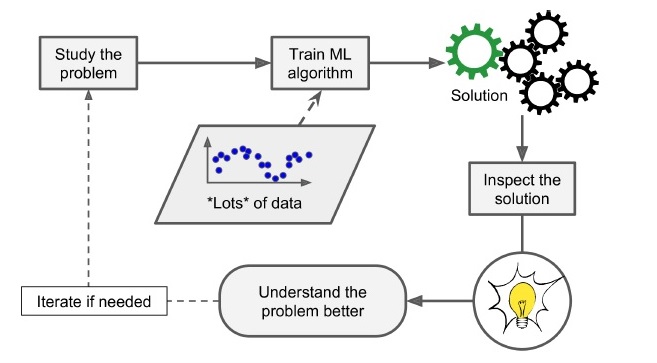 Study the
problem
Train ML
algorithm
Solution
*Lots* of data
Inspect the
solution
Understand the
problem better
Iterate if needed